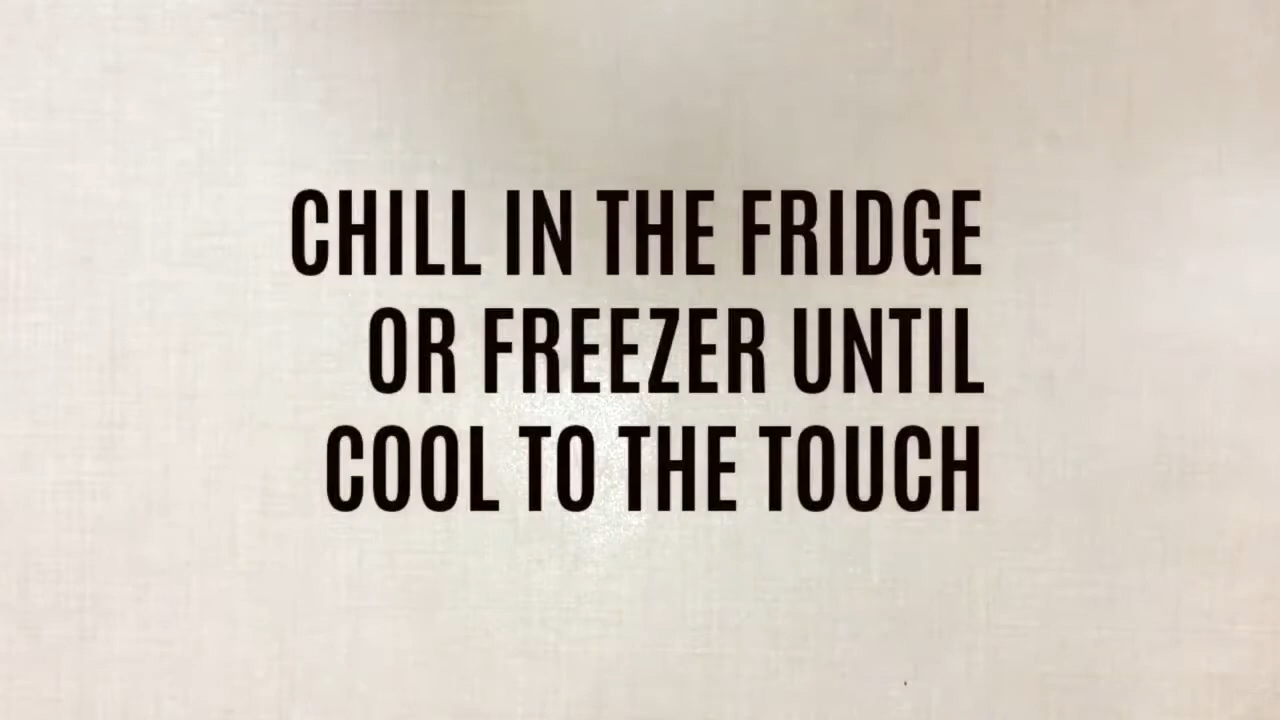 CHILL IN THE FRIDGE
OR FREEZER UNTIL
COOL TO THE TOUCH